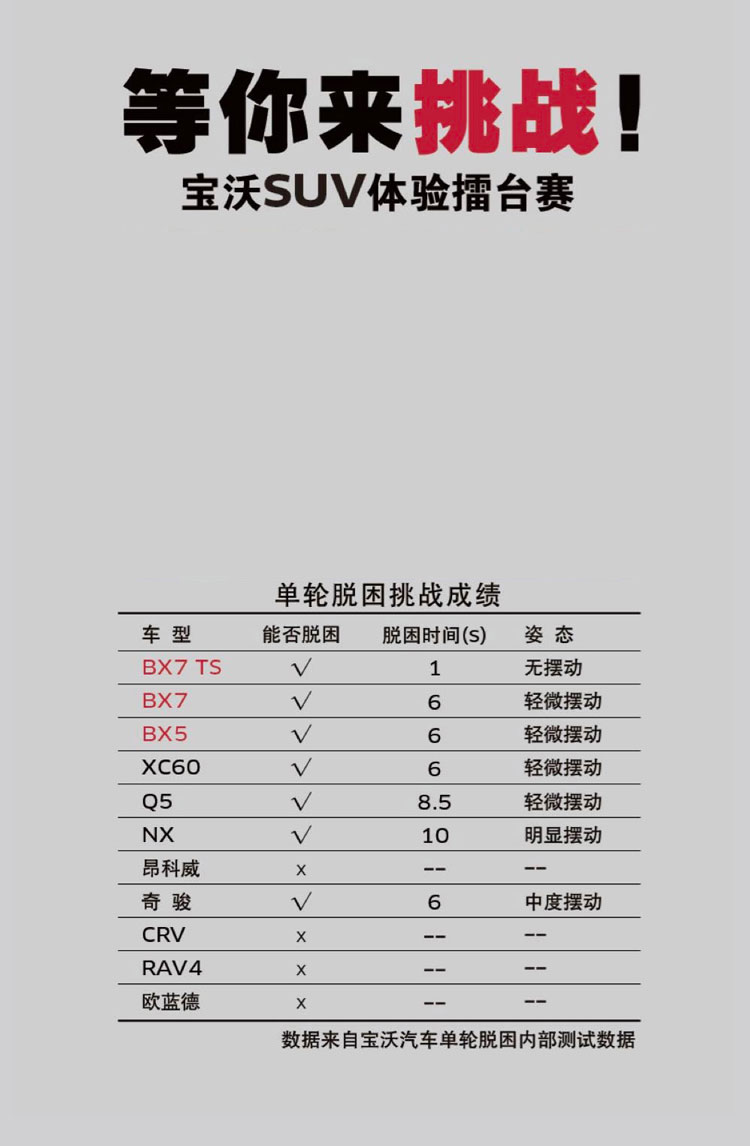 等你来挑战！
宝沃SUV体验擂台赛
单轮脱困挑战成绩
车 型 能否脱困 脱困时间(S) 姿 态
BX7 TS √ 1 无摆动
BX7 √ 6 轻微摆动
BX5 √ 6 轻微摆动
XC60 √ 6 轻微摆动
Q5 √ 8.5 轻微摆动
NX √ 10 明显摆动
昂科威 x -- --
奇 骏 √ 6 中度摆动
CRV x -- --
RAV4 x -- --
欧蓝德 x -- --
数据来自宝沃汽车单轮脱困内部测试数据